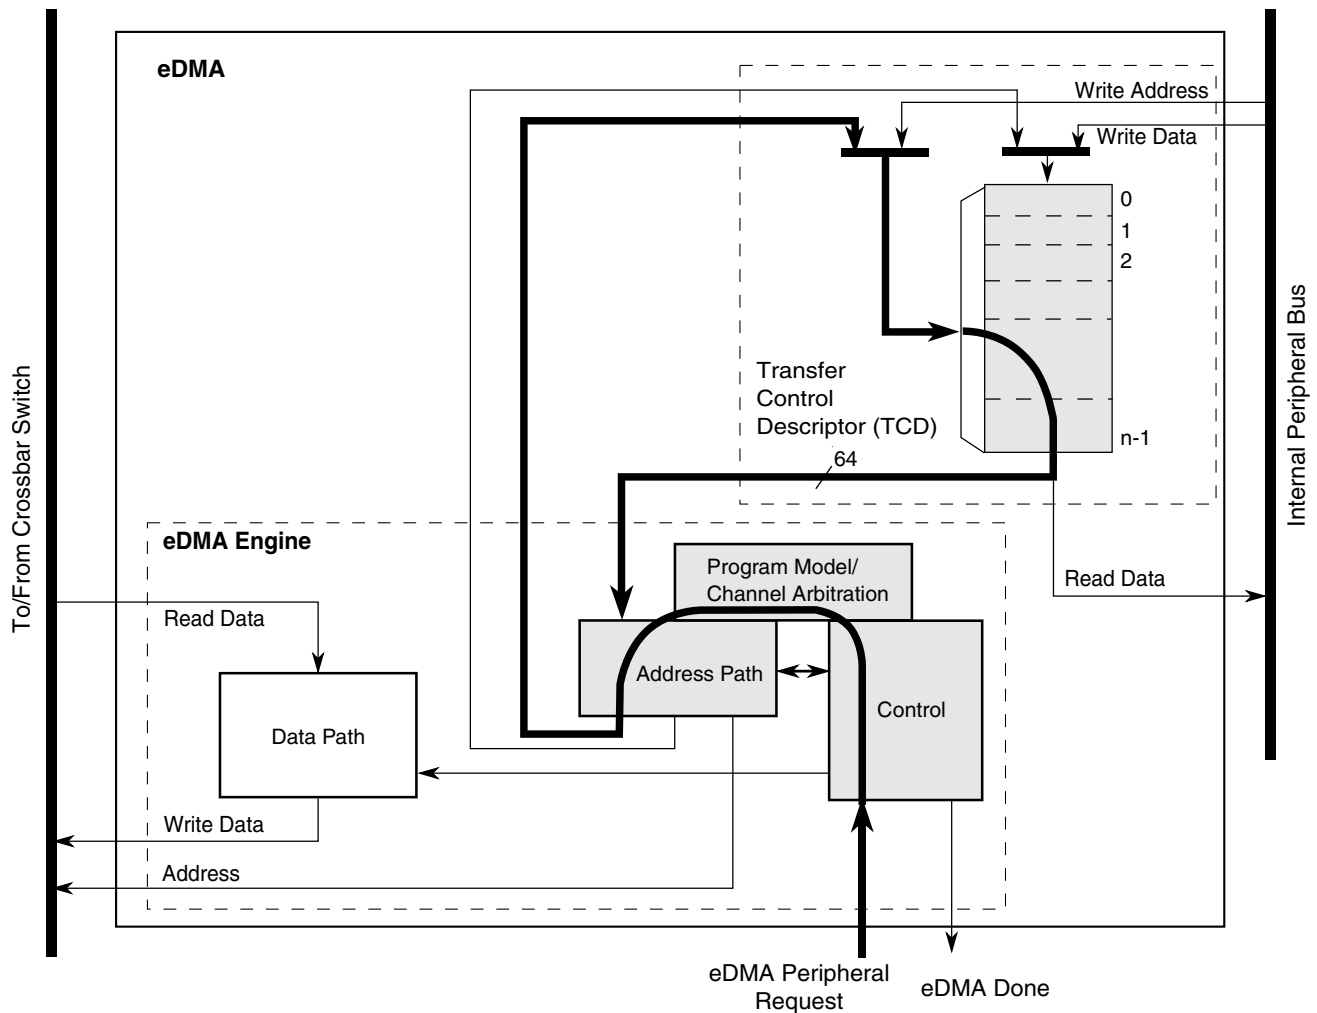 eDMA
Write Address
Write Data
0
1
2
n-1
Transfer
Control
Descriptor (TCD)
64
To/From Crossbar Switch
Internal Peripheral Bus
eDMA Engine
Program Model/
Channel Arbitration
Read Data
Read Data
Address Path
Control
Data Path
Write Data
Address
eDMA Peripheral
Request
eDMA Done